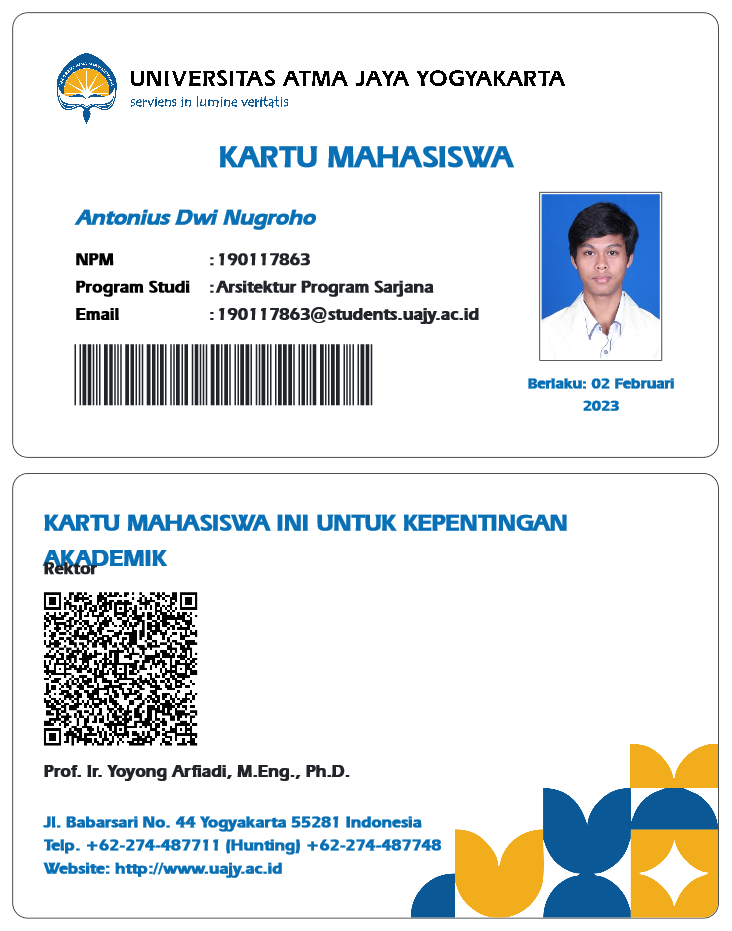 UNIVERSITAS ATMA JAYA YOGYAKARTA
serviens in lumine veritatis
KARTU MAHASISWA
Antonius Dwi Nugroho
NPM : 190117863
Program Studi : Arsitektur Program Sarjana
Email : 190117863@students.uajy.ac.id
Berlaku: 02 Februari
2023
KARTU MAHASISWA INI UNTUK KEPENTINGAN
AKADEMIK
Rektor
Prof. Ir. Yoyong Arfiadi, M.Eng., Ph.D.
Jl. Babarsari No. 44 Yogyakarta 55281 Indonesia
Telp. +62-274-487711 (Hunting) +62-274-487748
Website: http://www.uajy.ac.id